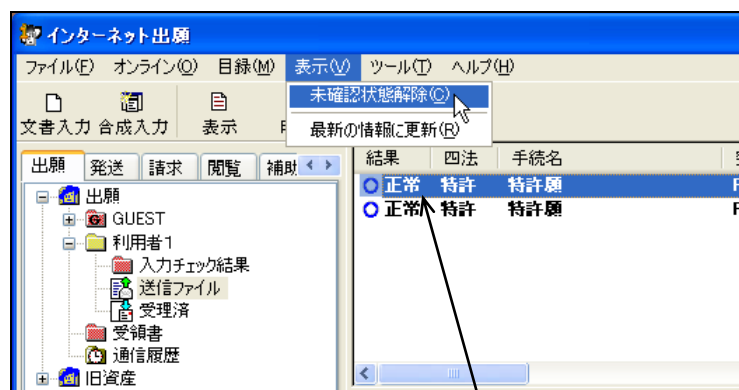 インターネット出願
ファイル(F) オンライン(O) 目録(M) 表示(V) ツール(T) ヘルプ(H)
未確認状態解除(C)
最新の情報に更新(R)
文書入力 合成入力 表示
出願 発送 請求 閲覧 補助
結果 四法 手続名
正常 特許 特許願
正常 特許 特許願
出願
GUEST
利用者1
入力チェック結果
送信ファイル
受理済
受領書
通信履歴
旧資産